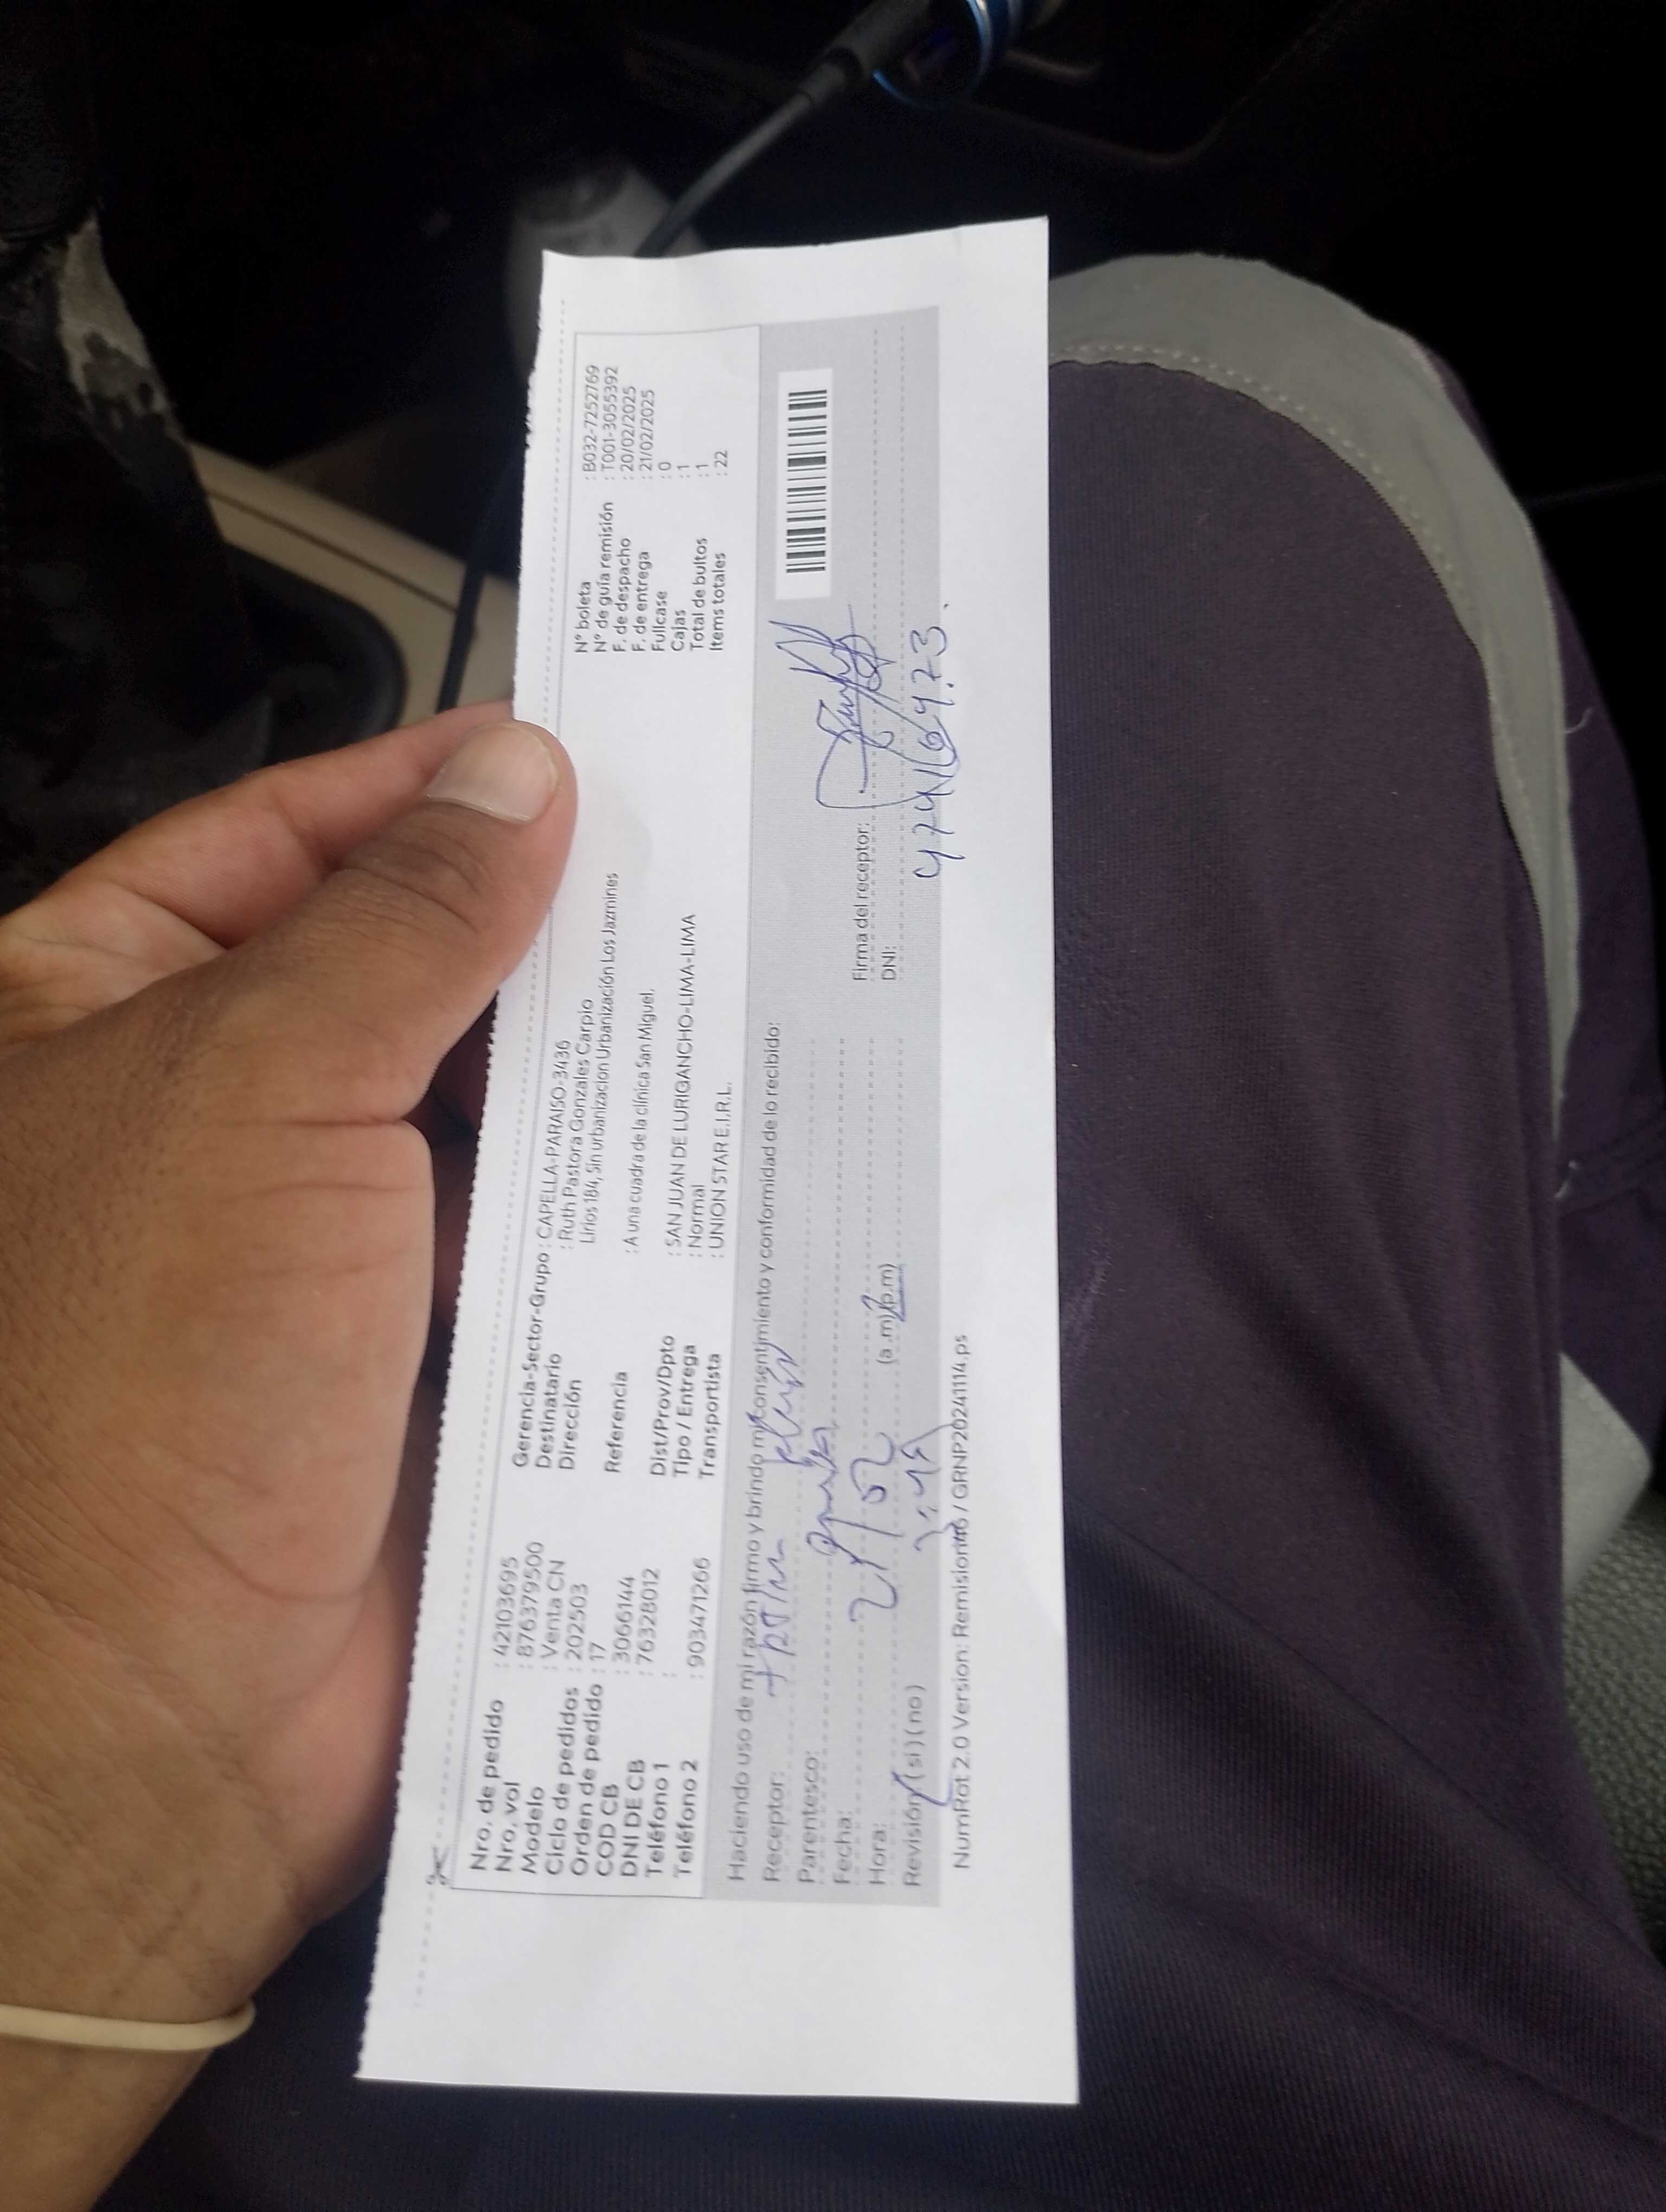 Nro. de pedido : 42103695
Nro. vol : 876379500
Modelo : Venta CN
Ciclo de pedidos : 202503
Orden de pedido : 17
COD CB : 3066144
DNI DE CB : 76328012
Teléfono 1 :
Teléfono 2 : 903471266
Gerencia-Sector-Grupo : CAPELLA-PARAISO-3436
Destinatario : Ruth Pastora Gonzales Carpio
Dirección Lirios 184, Sin urbanizacion Urbanización Los Jazmines
Referencia : A una cuadra de la clínica San Miguel.
Dist/Prov/Dpto : SAN JUAN DE LURIGANCHO-LIMA-LIMA
Tipo / Entrega : Normal
Transportista : UNION STAR E.I.R.L.
N° boleta : B032-7252769
N° de guía remisión : T001-3055392
F. de despacho : 20/02/2025
F. de entrega : 21/02/2025
Fullcase : 0
Cajas : 1
Total de bultos : 1
Items totales : 22
Haciendo uso de mi razón firmo y brindo mi consentimiento y conformidad de lo recibido:
Receptor:
Parentesco:
Fecha: 21/02
Hora: (a.m)(p.m)
Revisión (si) (no)
Firma del receptor:
DNI:
NumRot 2.0 Version: Remision / GRNP20241114.ps